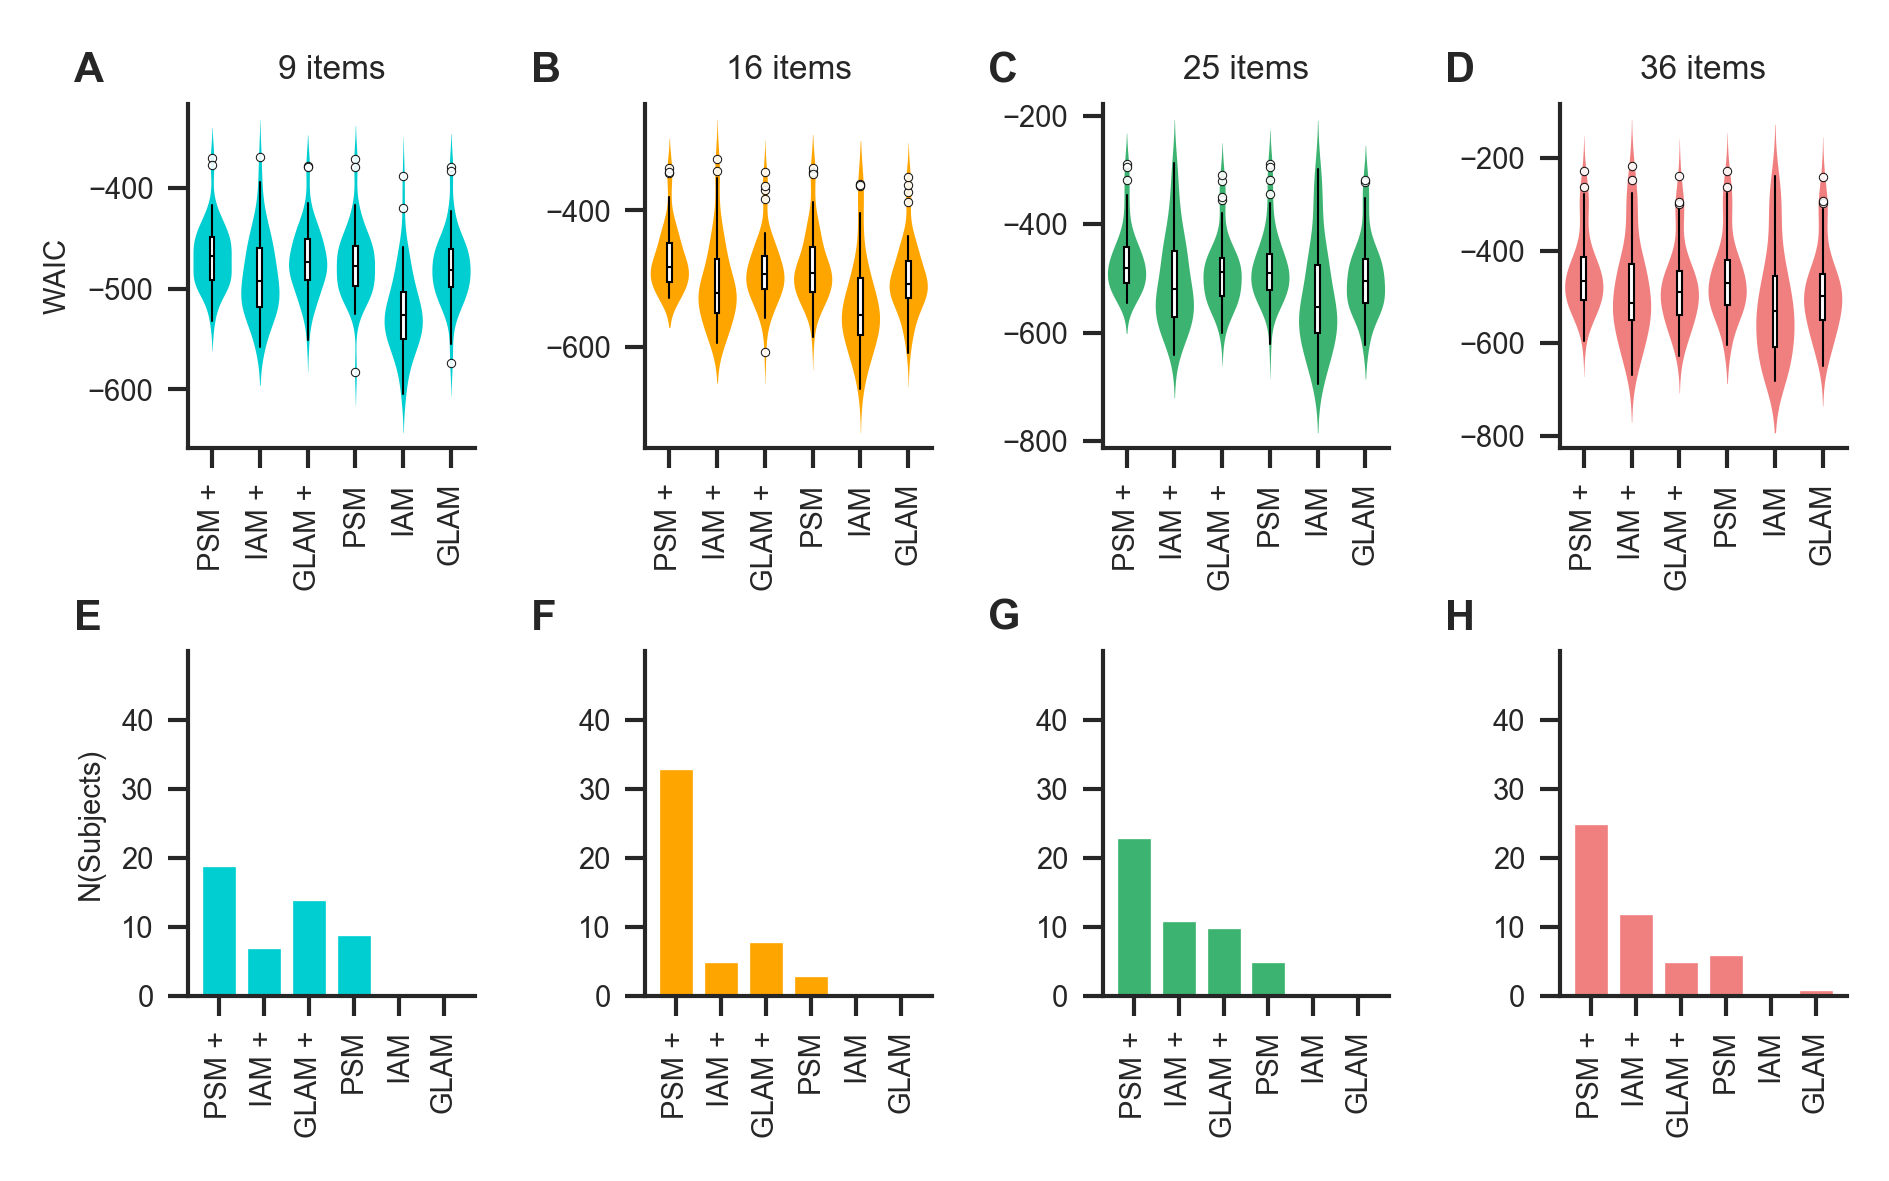 A 9 items
B 16 items
C 25 items
D 36 items
WAIC
−400
−500
−600
PSM +
IAM +
GLAM +
PSM
IAM
GLAM
−400
−600
PSM +
IAM +
GLAM +
PSM
IAM
GLAM
−200
−400
−600
−800
PSM +
IAM +
GLAM +
PSM
IAM
GLAM
−200
−400
−600
−800
PSM +
IAM +
GLAM +
PSM
IAM
GLAM
E
F
G
H
N(Subjects)
40
30
20
10
0
PSM +
IAM +
GLAM +
PSM
IAM
GLAM
40
30
20
10
0
PSM +
IAM +
GLAM +
PSM
IAM
GLAM
40
30
20
10
0
PSM +
IAM +
GLAM +
PSM
IAM
GLAM
40
30
20
10
0
PSM +
IAM +
GLAM +
PSM
IAM
GLAM